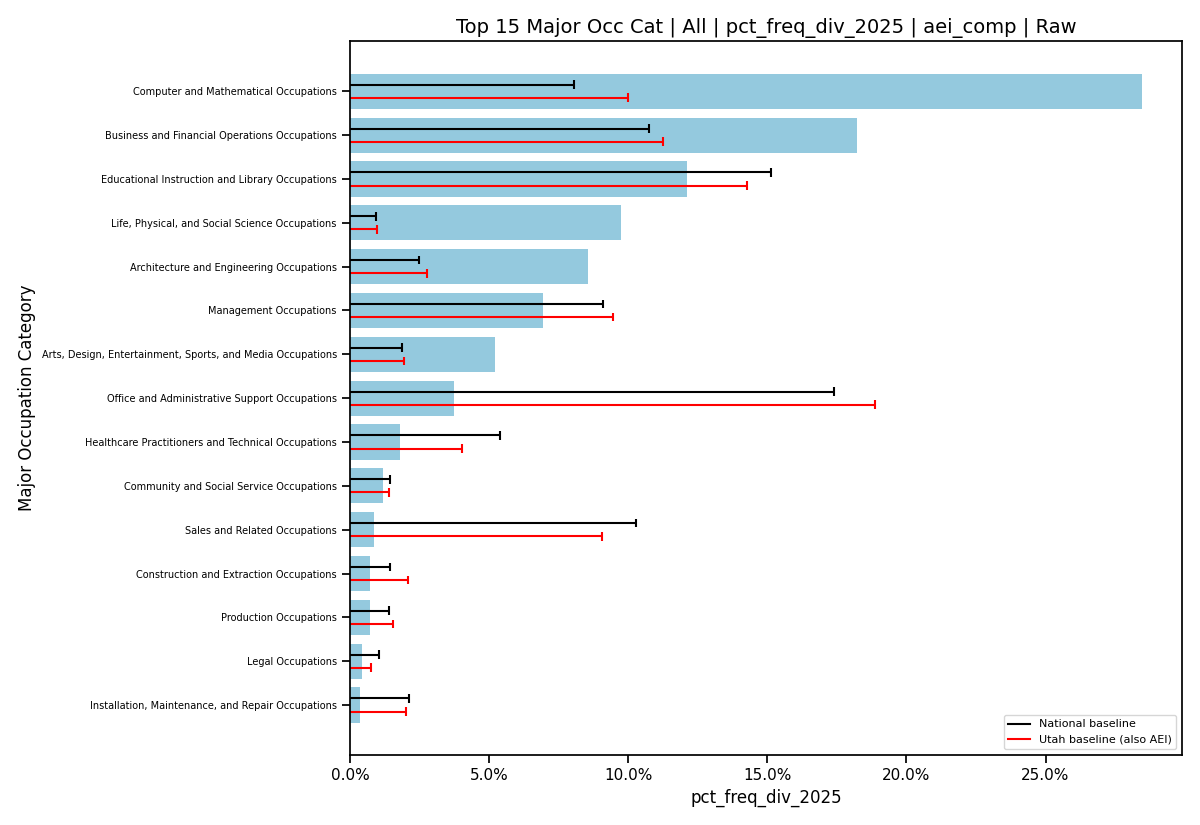 Top 15 Major Occ Cat | All | pct_freq_div_2025 | aei_comp | Raw
Major Occupation Category
Computer and Mathematical Occupations
Business and Financial Operations Occupations
Educational Instruction and Library Occupations
Life, Physical, and Social Science Occupations
Architecture and Engineering Occupations
Management Occupations
Arts, Design, Entertainment, Sports, and Media Occupations
Office and Administrative Support Occupations
Healthcare Practitioners and Technical Occupations
Community and Social Service Occupations
Sales and Related Occupations
Construction and Extraction Occupations
Production Occupations
Legal Occupations
Installation, Maintenance, and Repair Occupations
National baseline
Utah baseline (also AEI)
0.0% 5.0% 10.0% 15.0% 20.0% 25.0%
pct_freq_div_2025